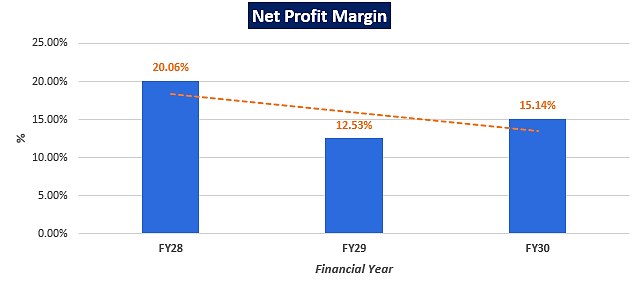 Net Profit Margin
25.00%
20.00%
15.00%
10.00%
5.00%
0.00%
%
20.06%
12.53%
15.14%
FY28
FY29
FY30
Financial Year